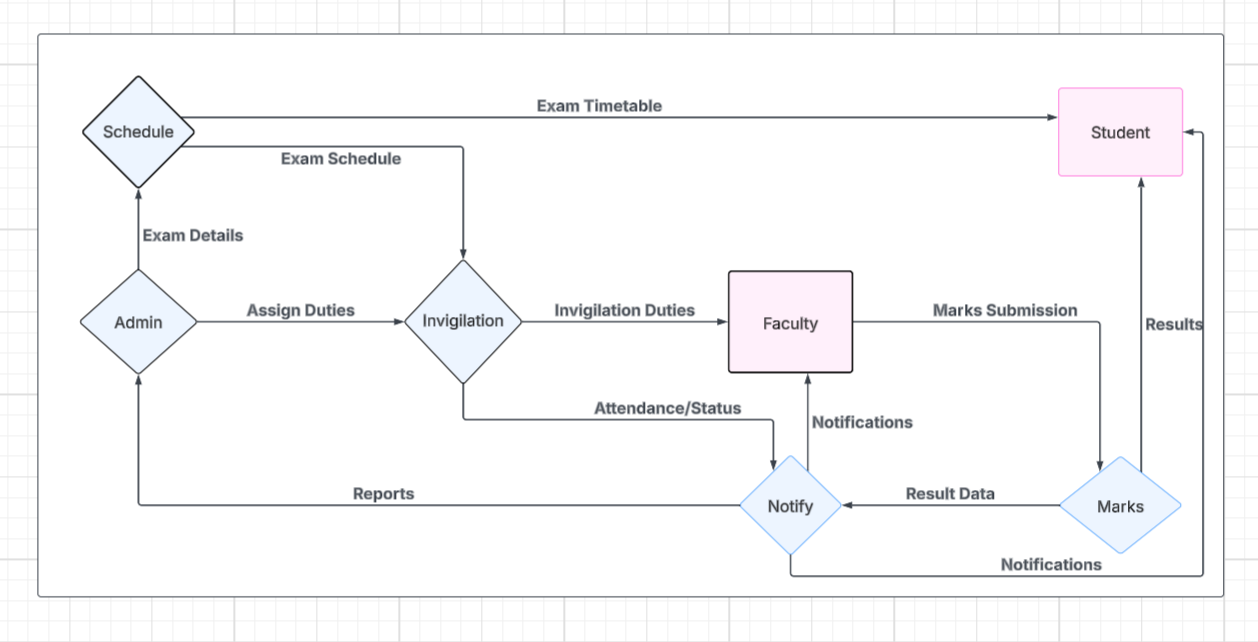 Exam Timetable
Schedule
Student
Exam Schedule
Exam Details
Assign Duties
Invigilation Duties
Marks Submission
Admin
Invigilation
Faculty
Results
Attendance/Status
Notifications
Reports
Result Data
Notify
Marks
Notifications